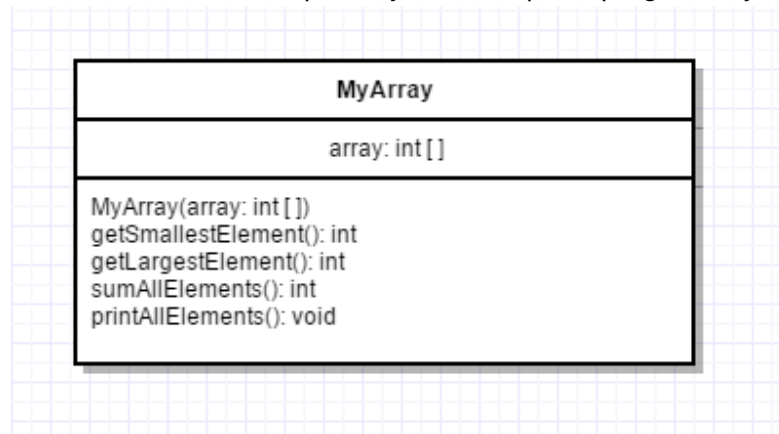 MyArray
array: int [ ]
MyArray(array: int [ ])
getSmallestElement(): int
getLargestElement(): int
sumAllElements(): int
printAllElements(): void